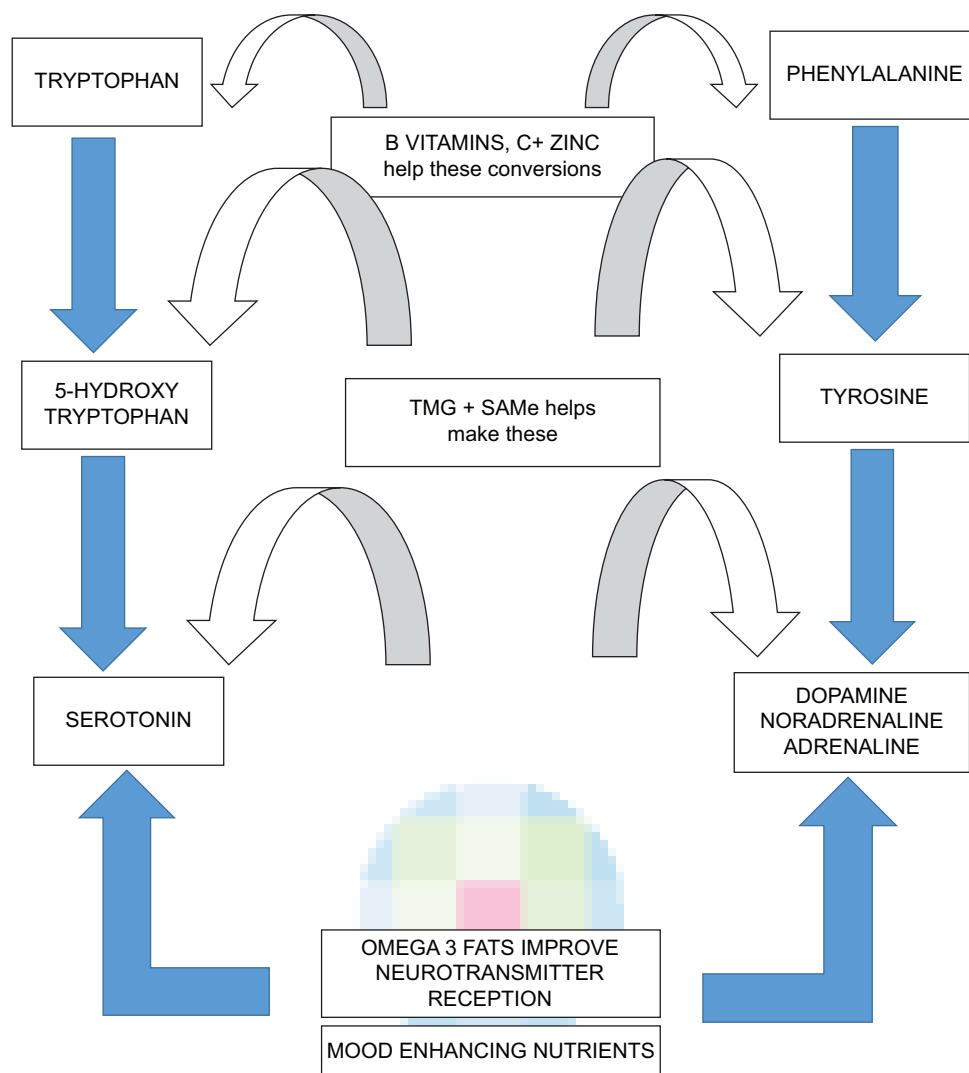 TRYPTOPHAN
PHENYLALANINE
B VITAMINS, C+ ZINC
help these conversions
5-HYDROXY
TRYPTOPHAN
TMG + SAMe helps
make these
TYROSINE
SEROTONIN
DOPAMINE
NORADRENALINE
ADRENALINE
OMEGA 3 FATS IMPROVE
NEUROTRANSMITTER
RECEPTION
MOOD ENHANCING NUTRIENTS